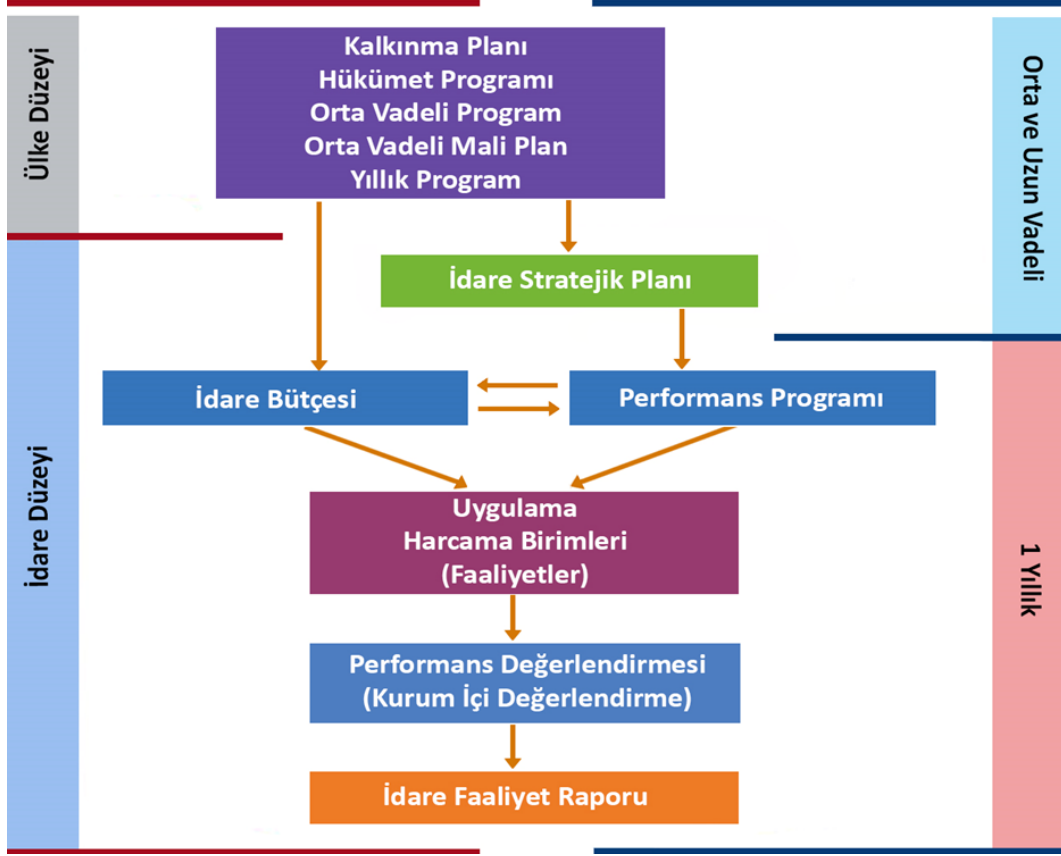 Ülke Düzeyi
Kalkınma Planı
Hükümet Programı
Orta Vadeli Program
Orta Vadeli Mali Plan
Yıllık Program
Orta ve Uzun Vadeli
İdare Stratejik Planı
İdare Düzeyi
İdare Bütçesi
Performans Programı
Uygulama
Harcama Birimleri
(Faaliyetler)
1 Yıllık
Performans Değerlendirmesi
(Kurum İçi Değerlendirme)
İdare Faaliyet Raporu